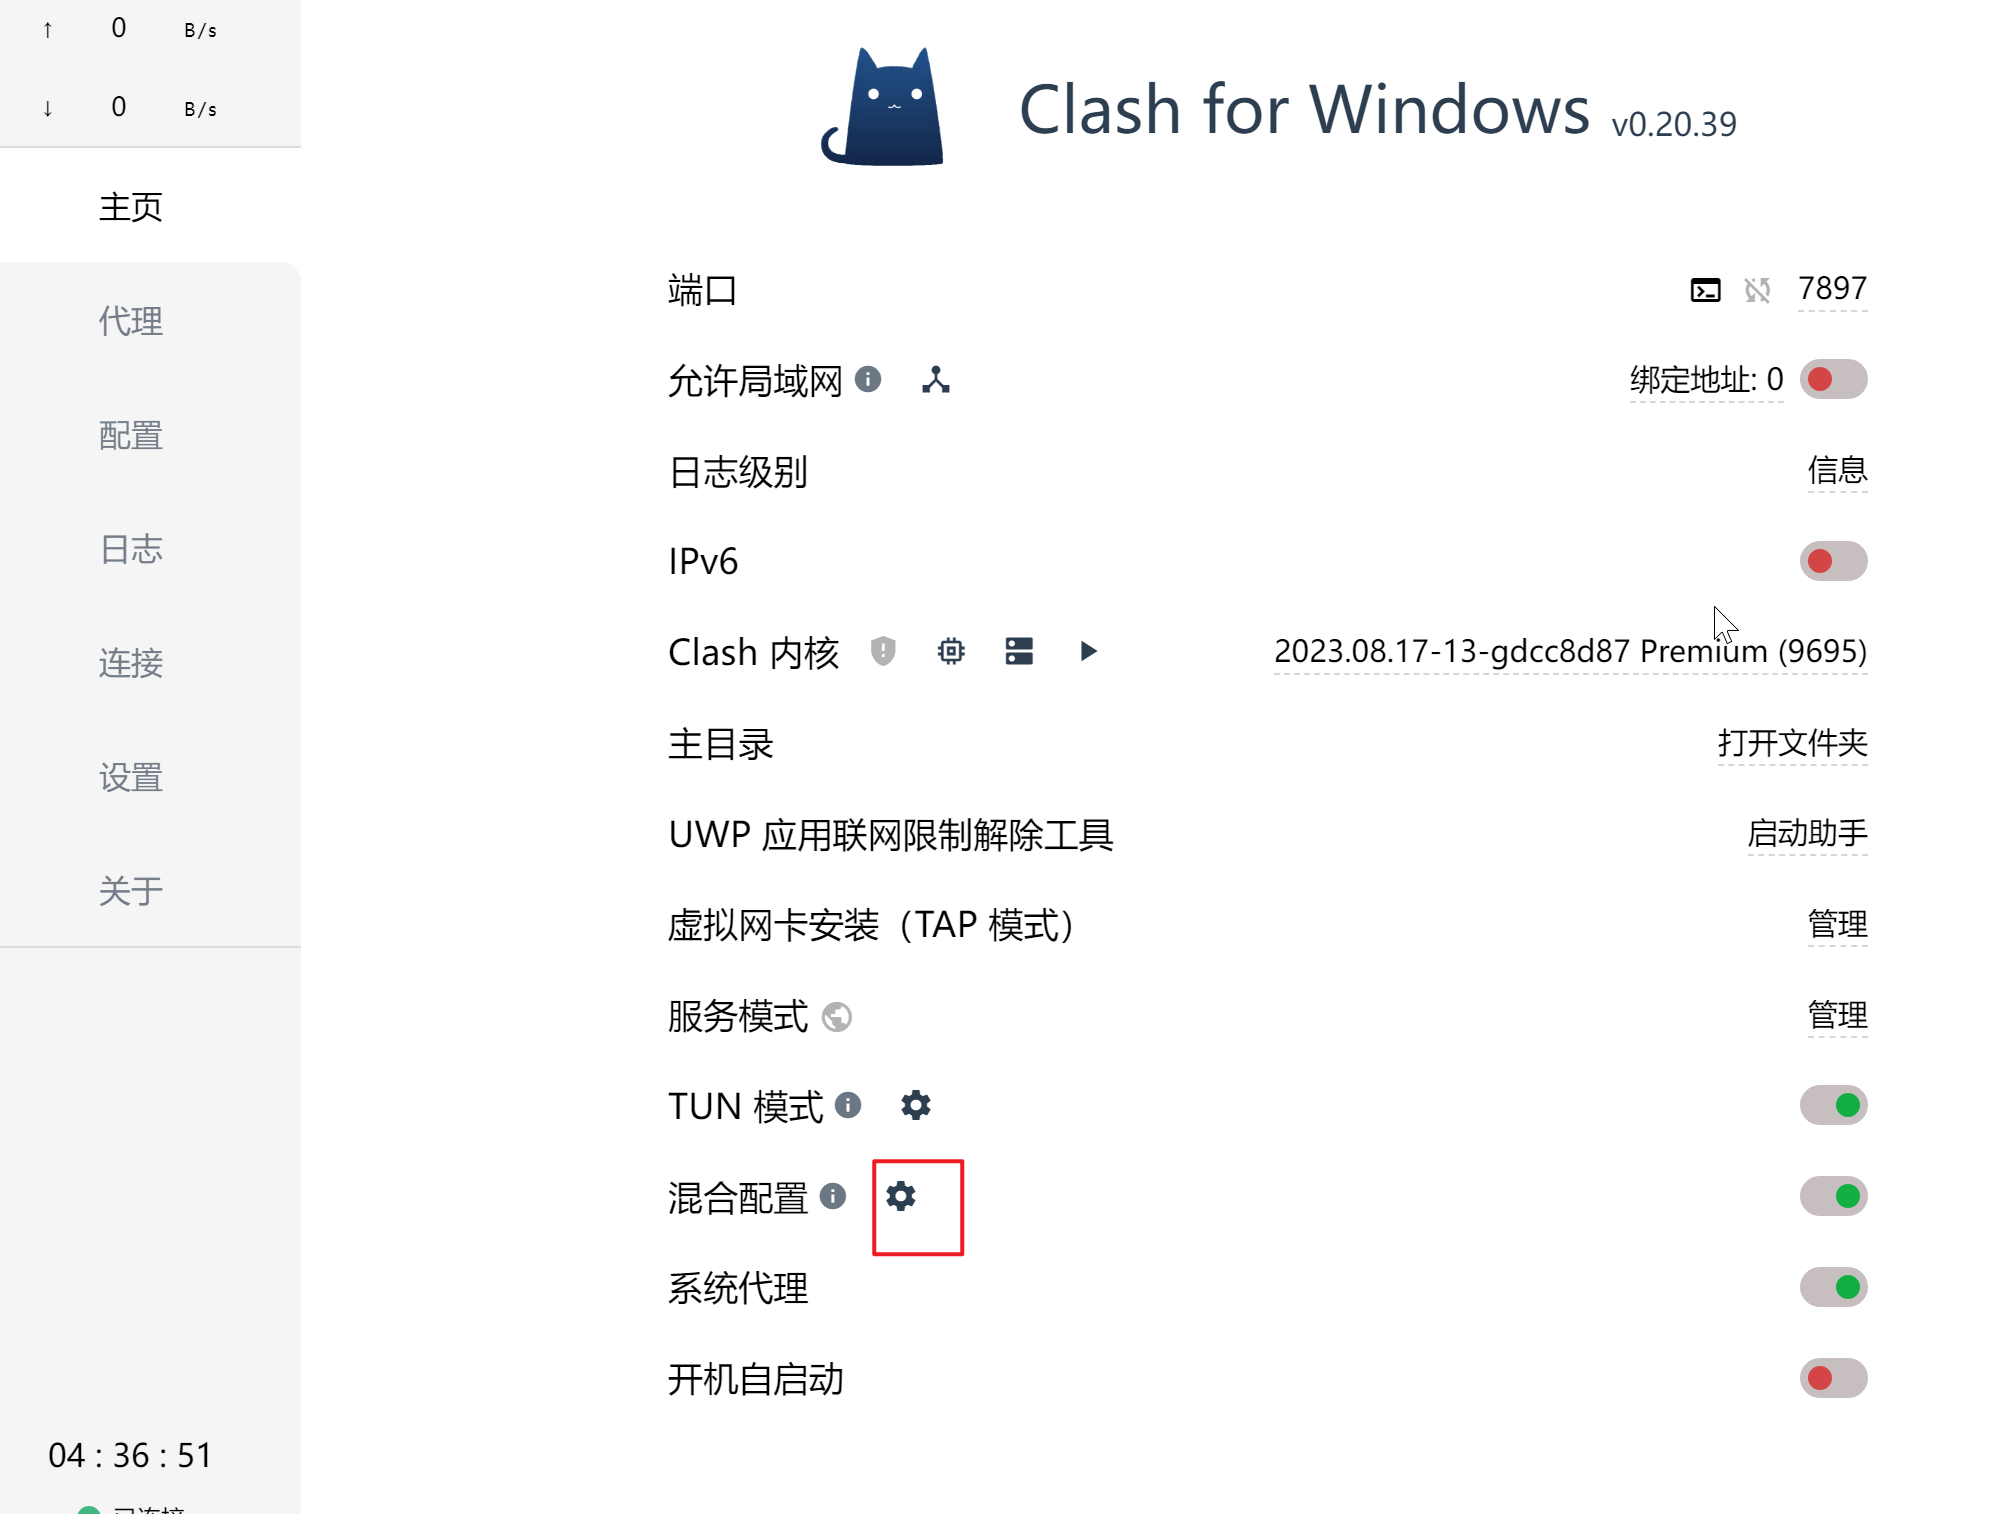 ↑ 0 B/s
↓ 0 B/s
主页
代理
配置
日志
连接
设置
关于
04 : 36 : 51
已连接
Clash for Windows v0.20.39
端口 7897
允许局域网 绑定地址: 0
日志级别 信息
IPv6
Clash 内核 2023.08.17-13-gdcc8d87 Premium (9695)
主目录 打开文件夹
UWP 应用联网限制解除工具 启动助手
虚拟网卡安装（TAP 模式） 管理
服务模式 管理
TUN 模式
混合配置
系统代理
开机自启动